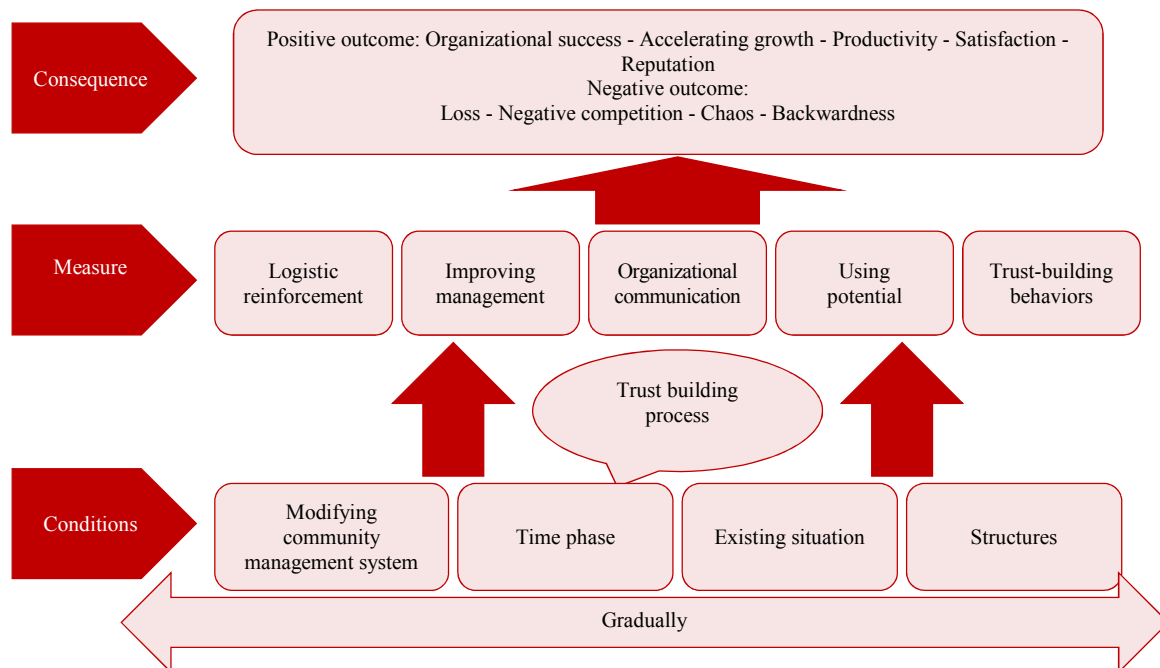 Consequence
Positive outcome: Organizational success - Accelerating growth - Productivity - Satisfaction -
Reputation
Negative outcome:
Loss - Negative competition - Chaos - Backwardness
Measure
Logistic
reinforcement
Improving
management
Organizational
communication
Using
potential
Trust-building
behaviors
Trust building
process
Conditions
Modifying
community
management system
Time phase
Existing situation
Structures
Gradually